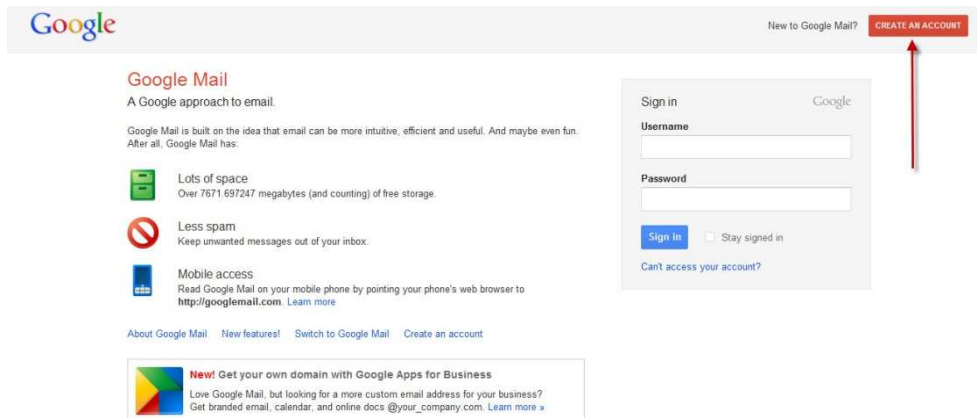 Google
New to Google Mail? CREATE AN ACCOUNT
Google Mail
A Google approach to email.
Google Mail is built on the idea that email can be more intuitive, efficient and useful. And maybe even fun.
After all, Google Mail has:
Lots of space
Over 7671.697247 megabytes (and counting) of free storage.
Less spam
Keep unwanted messages out of your inbox.
Mobile access
Read Google Mail on your mobile phone by pointing your phone's web browser to
http://googlemail.com. Learn more
About Google Mail New features! Switch to Google Mail Create an account
New! Get your own domain with Google Apps for Business
Love Google Mail, but looking for a more custom email address for your business?
Get branded email, calendar, and online docs @your_company.com. Learn more »
Sign in Google
Username
Password
Sign in Stay signed in
Can't access your account?